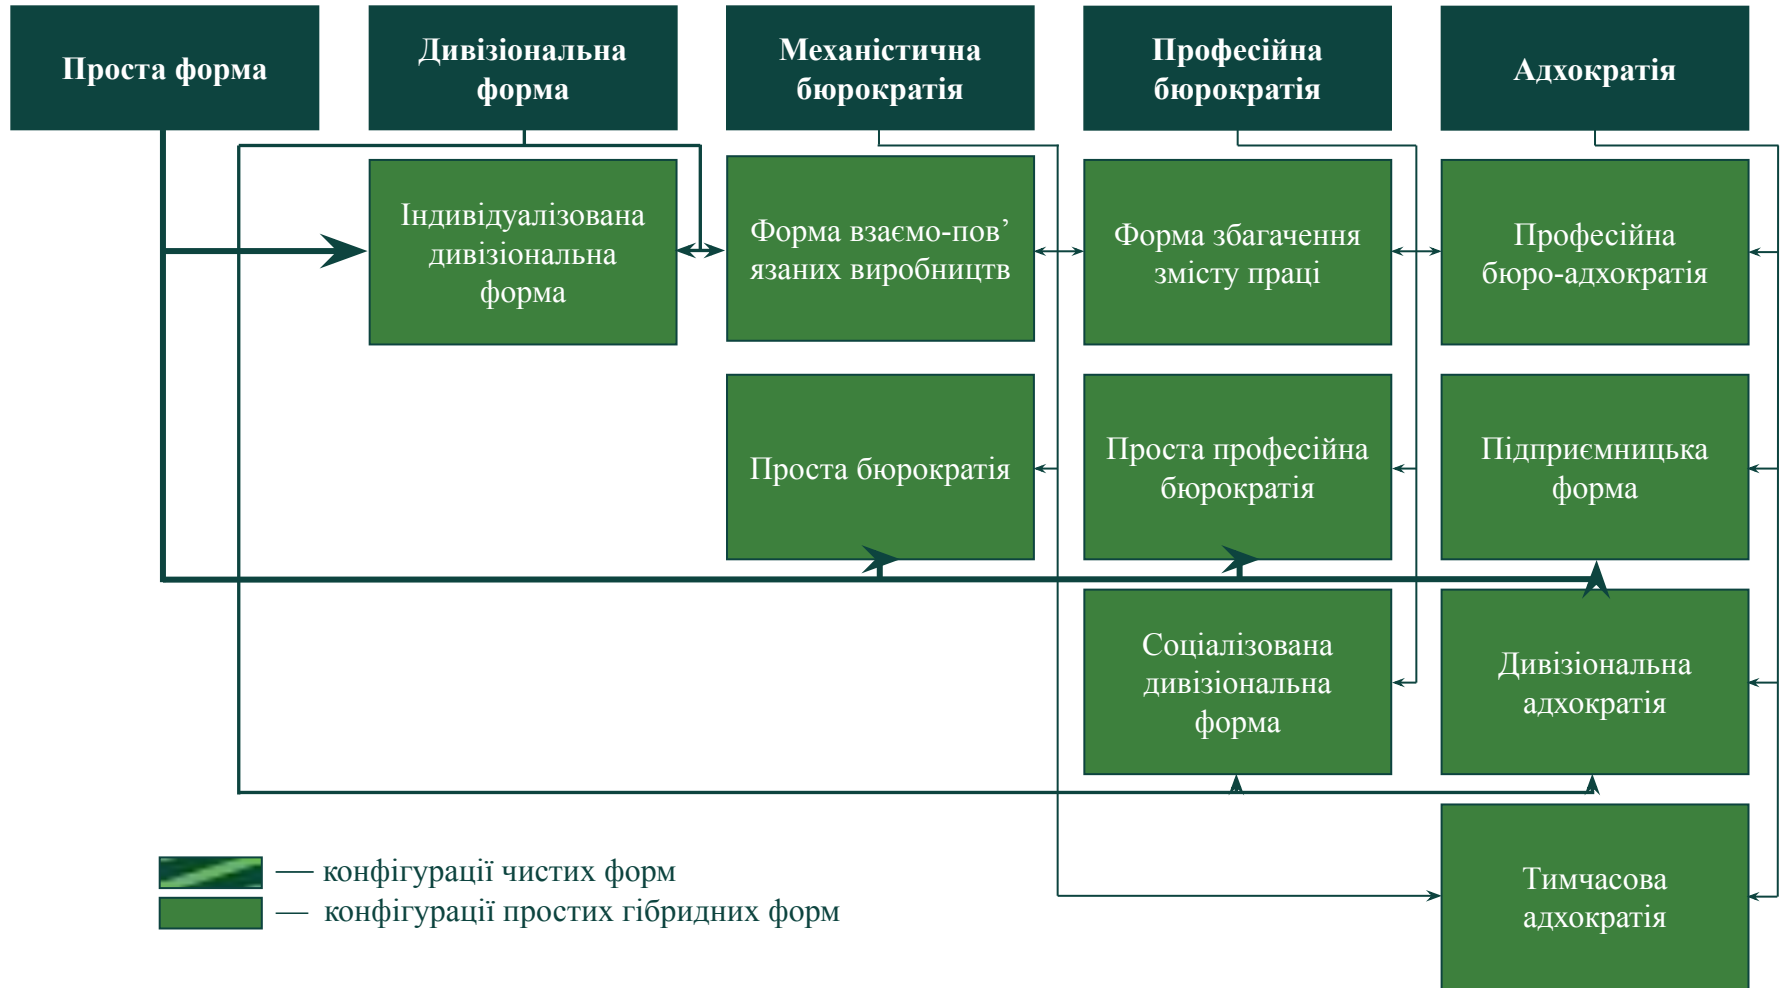 Проста форма
Дивізіональна
форма
Механістична
бюрократія
Професійна
бюрократія
Адхократія
Індивідуалізована
дивізіональна
форма
Форма взаємо-пов’
язаних виробництв
Форма збагачення
змісту праці
Професійна
бюро-адхократія
Проста бюрократія
Проста професійна
бюрократія
Підприємницька
форма
Соціалізована
дивізіональна
форма
Дивізіональна
адхократія
Тимчасова
адхократія
— конфігурації чистих форм
— конфігурації простих гібридних форм